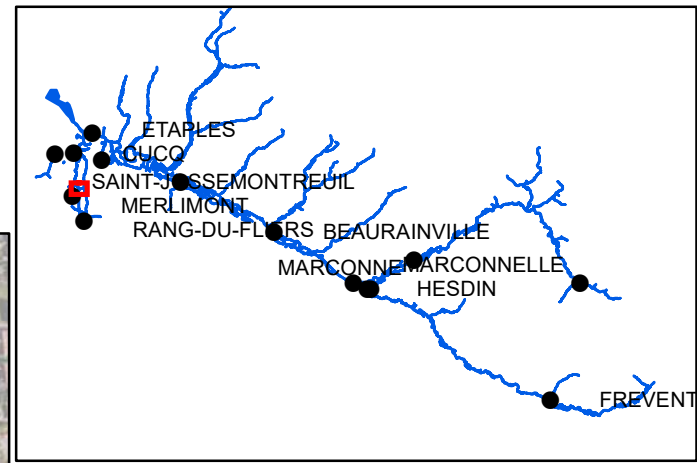 ETAPLES
CUCQ
SAINT-JOSSE
MONTREUIL
MERLIMONT
RANG-DU-FLIERS
BEAURAINVILLE
MARCONNE
MARCONNELLE
HESDIN
FREVENT